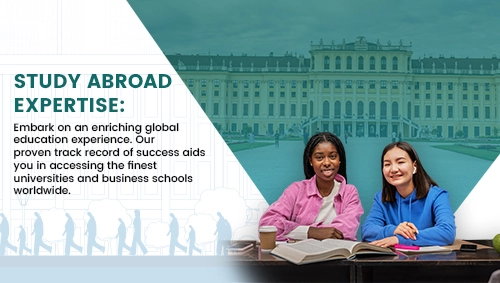 STUDY ABROAD
EXPERTISE:
Embark on an enriching global
education experience. Our
proven track record of success aids
you in accessing the finest
universities and business schools
worldwide.